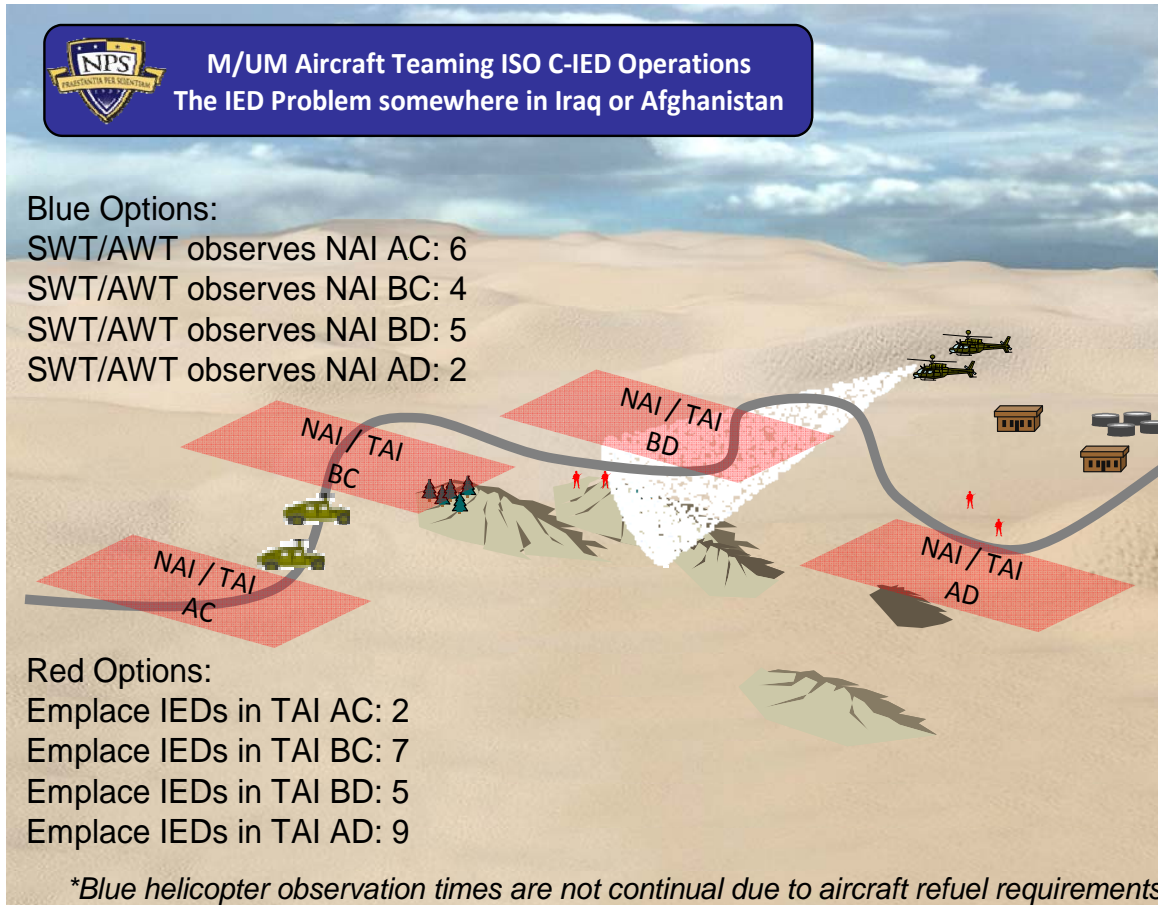 NPS
PRAESTANTIA PER SCIENTIAM
M/UM Aircraft Teaming ISO C-IED Operations
The IED Problem somewhere in Iraq or Afghanistan
Blue Options:
SWT/AWT observes NAI AC: 6
SWT/AWT observes NAI BC: 4
SWT/AWT observes NAI BD: 5
SWT/AWT observes NAI AD: 2
NAI / TAI
BD
NAI / TAI
BC
NAI / TAI
AC
NAI / TAI
AD
Red Options:
Emplace IEDs in TAI AC: 2
Emplace IEDs in TAI BC: 7
Emplace IEDs in TAI BD: 5
Emplace IEDs in TAI AD: 9
*Blue helicopter observation times are not continual due to aircraft refuel requirements